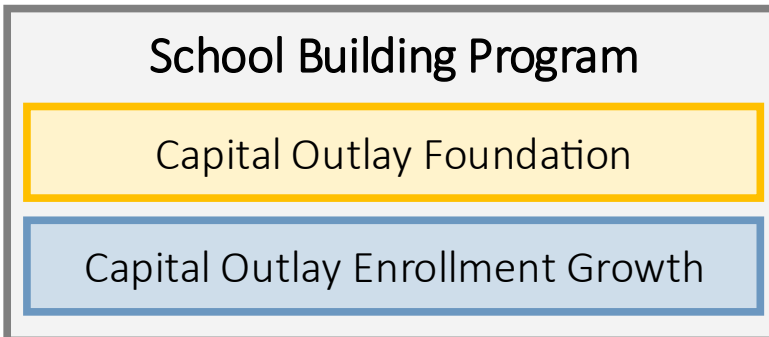 School Building Program
Capital Outlay Foundation
Capital Outlay Enrollment Growth